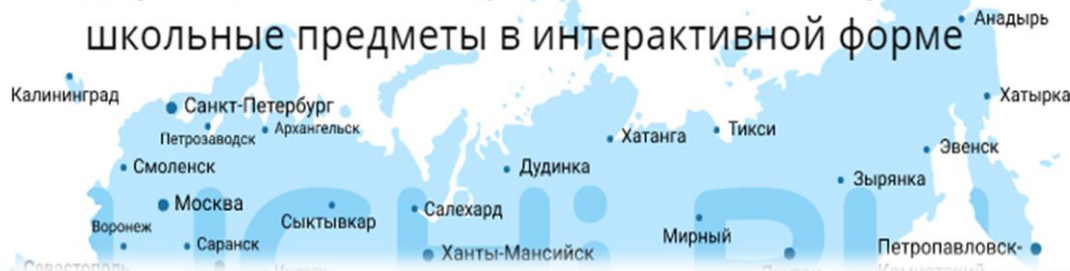 школьные предметы в интерактивной форме
Анадырь
Калининград
Хатырка
Санкт-Петербург
Петрозаводск
Архангельск
Хатанга
Тикси
Эвенск
Смоленск
Дудинка
Зырянка
Москва
Сыктывкар
Салехард
Воронеж
Мирный
Саранск
Ханты-Мансийск
Петропавловск-
Севастополь